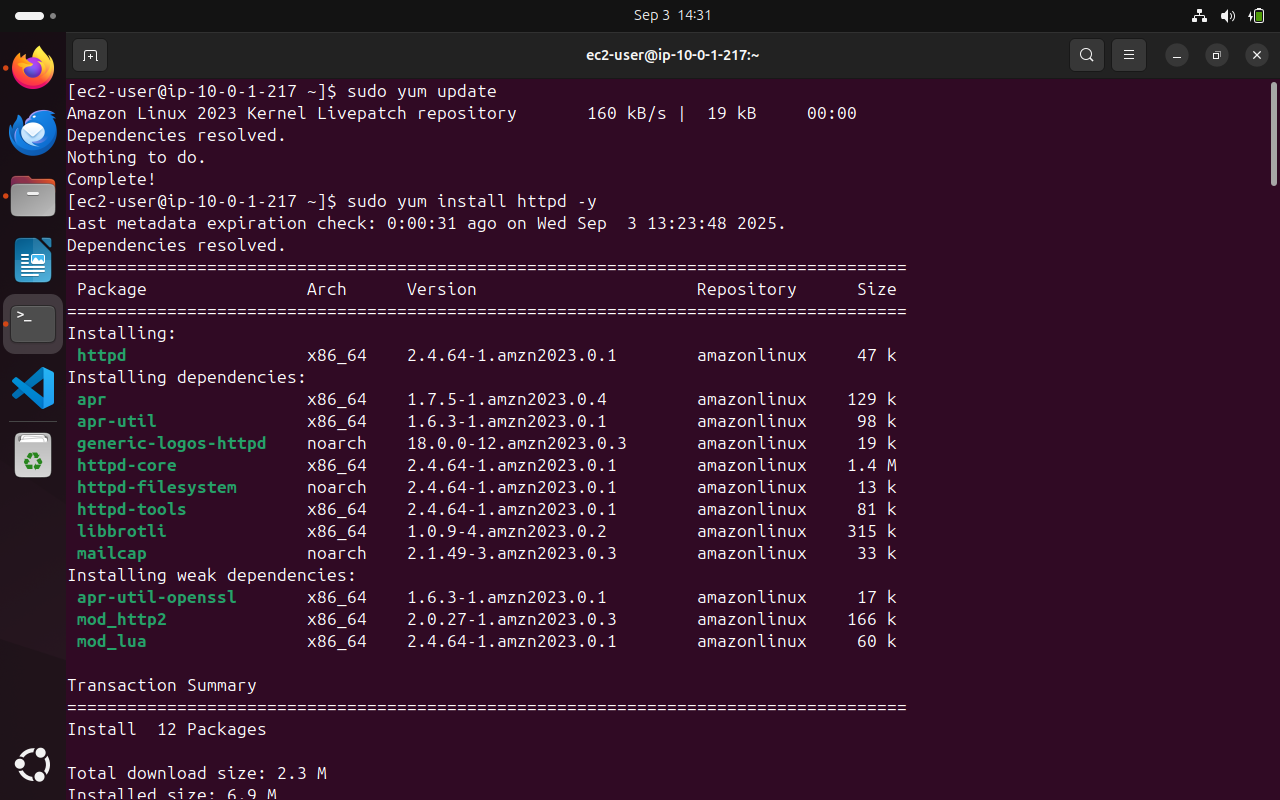 Sep 3 14:31
ec2-user@ip-10-0-1-217:~
[ec2-user@ip-10-0-1-217 ~]$ sudo yum update
Amazon Linux 2023 Kernel Livepatch repository       160 kB/s |  19 kB     00:00
Dependencies resolved.
Nothing to do.
Complete!
[ec2-user@ip-10-0-1-217 ~]$ sudo yum install httpd -y
Last metadata expiration check: 0:00:31 ago on Wed Sep  3 13:23:48 2025.
Dependencies resolved.
====================================================================================
 Package                Arch      Version                      Repository      Size
====================================================================================
Installing:
 httpd                  x86_64    2.4.64-1.amzn2023.0.1        amazonlinux     47 k
Installing dependencies:
 apr                    x86_64    1.7.5-1.amzn2023.0.4         amazonlinux    129 k
 apr-util               x86_64    1.6.3-1.amzn2023.0.1         amazonlinux     98 k
 generic-logos-httpd    noarch    18.0.0-12.amzn2023.0.3       amazonlinux     19 k
 httpd-core             x86_64    2.4.64-1.amzn2023.0.1        amazonlinux    1.4 M
 httpd-filesystem       noarch    2.4.64-1.amzn2023.0.1        amazonlinux     13 k
 httpd-tools            x86_64    2.4.64-1.amzn2023.0.1        amazonlinux     81 k
 libbrotli              x86_64    1.0.9-4.amzn2023.0.2         amazonlinux    315 k
 mailcap                noarch    2.1.49-3.amzn2023.0.3        amazonlinux     33 k
Installing weak dependencies:
 apr-util-openssl       x86_64    1.6.3-1.amzn2023.0.1         amazonlinux     17 k
 mod_http2              x86_64    2.0.27-1.amzn2023.0.3        amazonlinux    166 k
 mod_lua                x86_64    2.4.64-1.amzn2023.0.1        amazonlinux     60 k
Transaction Summary
====================================================================================
Install  12 Packages
Total download size: 2.3 M
Installed size: 6.9 M